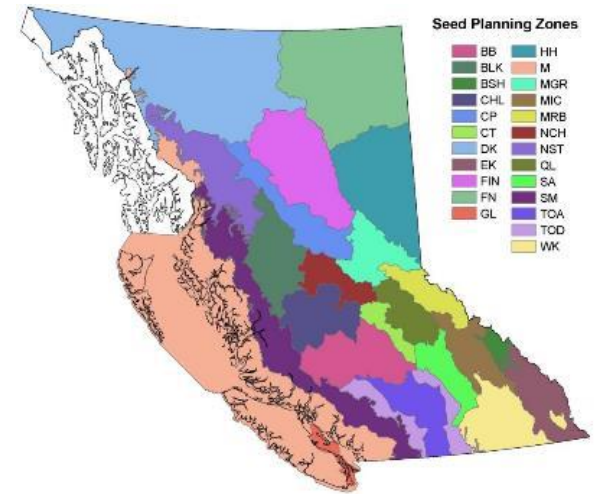 Seed Planning Zones
BB
BLK
BSH
CHL
CP
CT
DK
EK
FIN
FN
GL
HH
M
MGR
MIC
MRB
NCH
NST
QL
SA
SM
TOA
TOD
WK